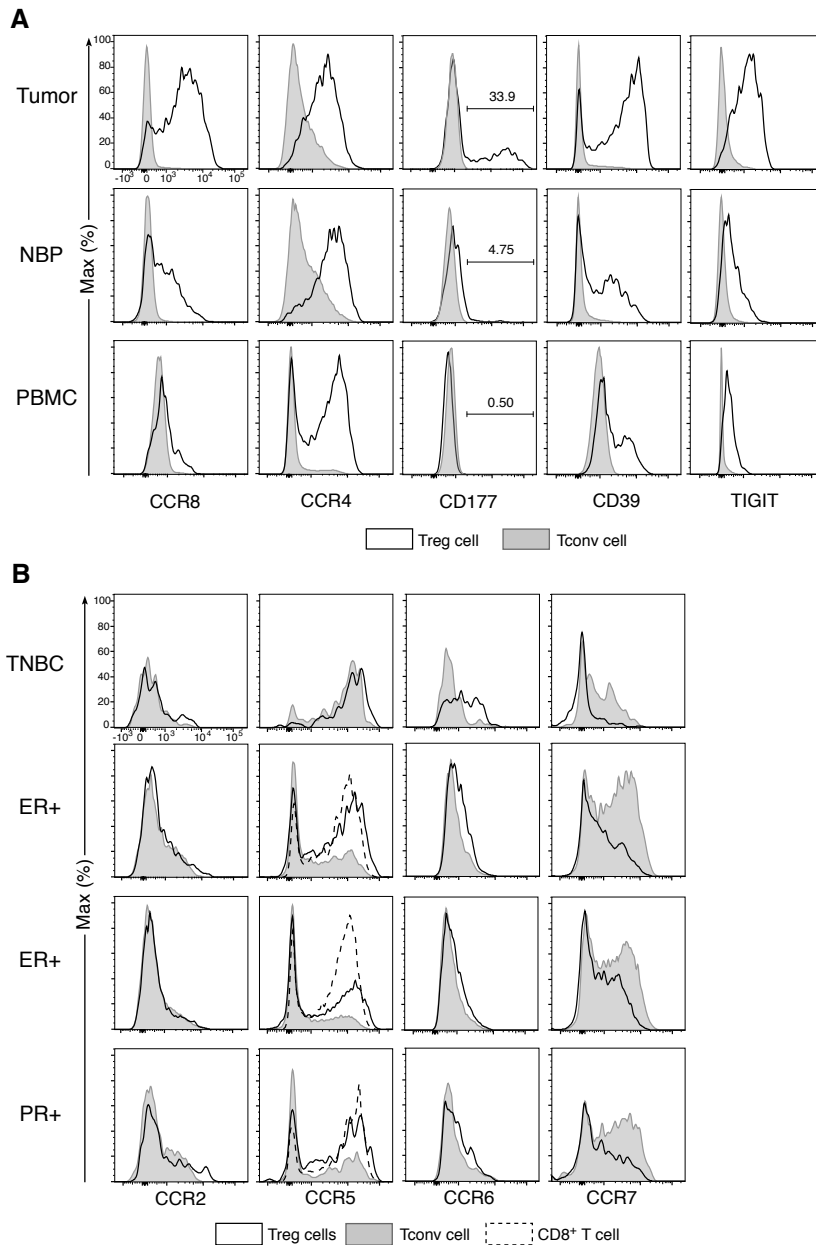 A
Max (%)
Tumor
100
80
60
40
20
0
-10³ 0 10³ 10⁴ 10⁵
33.9
NBP
4.75
PBMC
0.50
CCR8 CCR4 CD177 CD39 TIGIT
Treg cell Tconv cell
B
Max (%)
TNBC
100
80
60
40
20
0
-10³ 0 10³ 10⁴ 10⁵
ER+
ER+
PR+
CCR2 CCR5 CCR6 CCR7
Treg cells Tconv cell CD8⁺ T cell